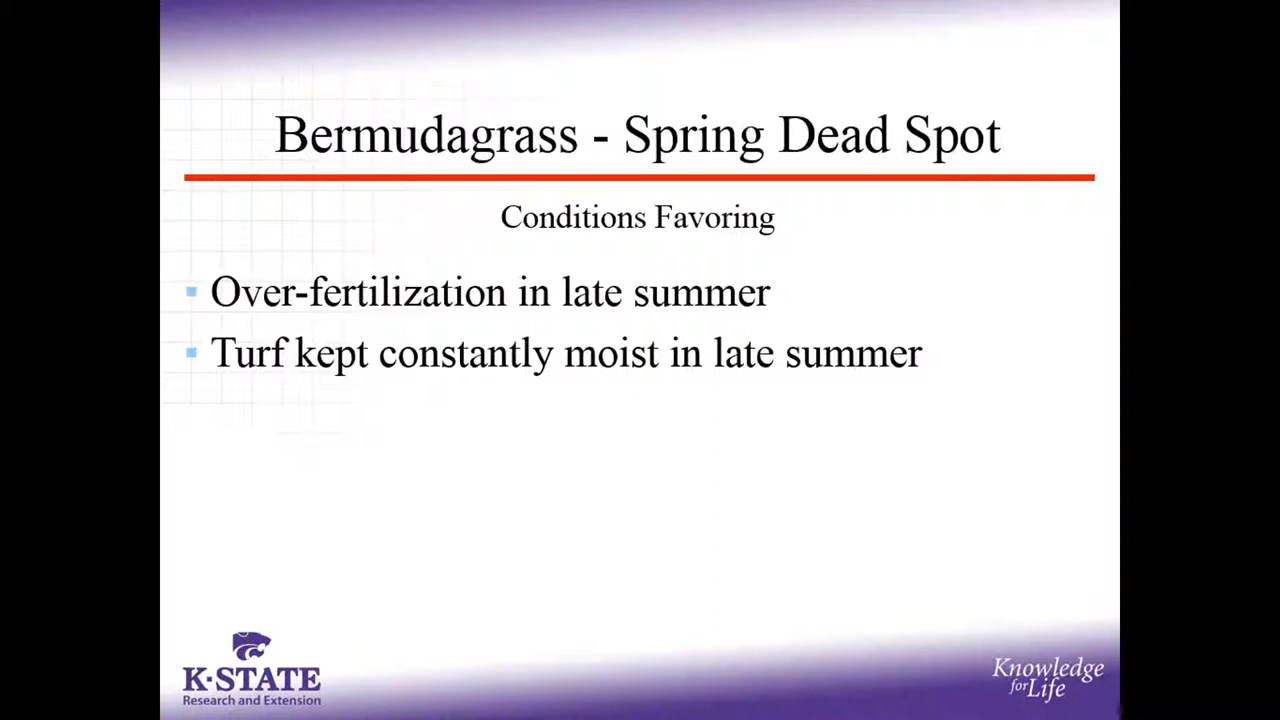 Bermudagrass - Spring Dead Spot
Conditions Favoring
Over-fertilization in late summer
Turf kept constantly moist in late summer
K-STATE
Research and Extension
Knowledge
for Life